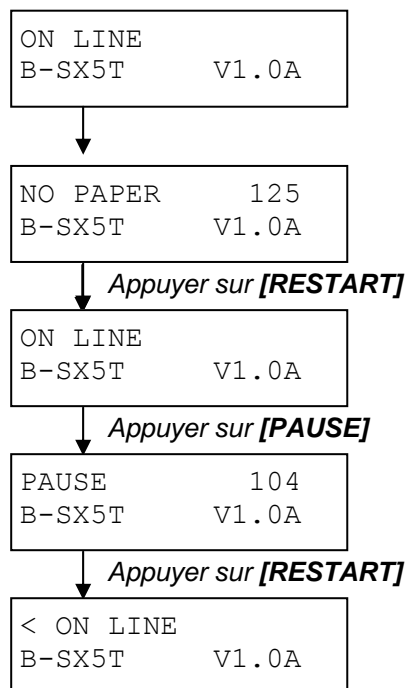 ON LINE
B-SX5T V1.0A
NO PAPER 125
B-SX5T V1.0A
Appuyer sur [RESTART]
ON LINE
B-SX5T V1.0A
Appuyer sur [PAUSE]
PAUSE 104
B-SX5T V1.0A
Appuyer sur [RESTART]
< ON LINE
B-SX5T V1.0A